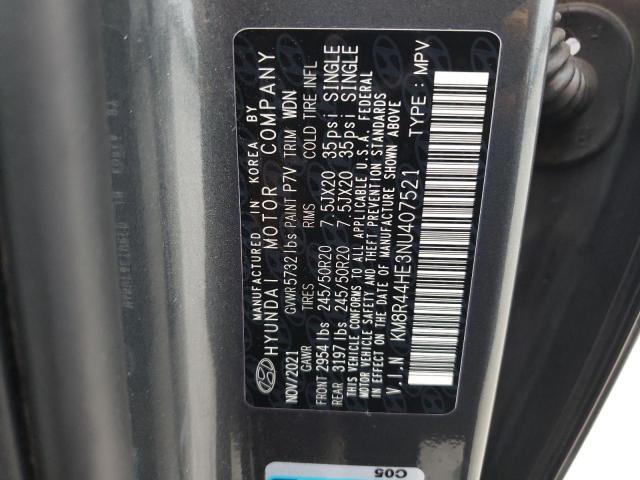 MANUFACTURED IN KOREA BY
HYUNDAI MOTOR COMPANY
NOV/2021 GVWR 5732 lbs PAINT P7V TRIM WDN
GAWR TIRES RIMS COLD TIRE INFL
FRONT 2954 lbs 245/50R20 7.5JX20 35psi SINGLE
REAR 3197 lbs 245/50R20 7.5JX20 35psi SINGLE
THIS VEHICLE CONFORMS TO ALL APPLICABLE U.S.A. FEDERAL
MOTOR VEHICLE SAFETY, THEFT PREVENTION STANDARDS
IN EFFECT ON THE DATE OF MANUFACTURE SHOWN ABOVE
V.I.N KM8R44HE3NU407521 TYPE : MPV
C05